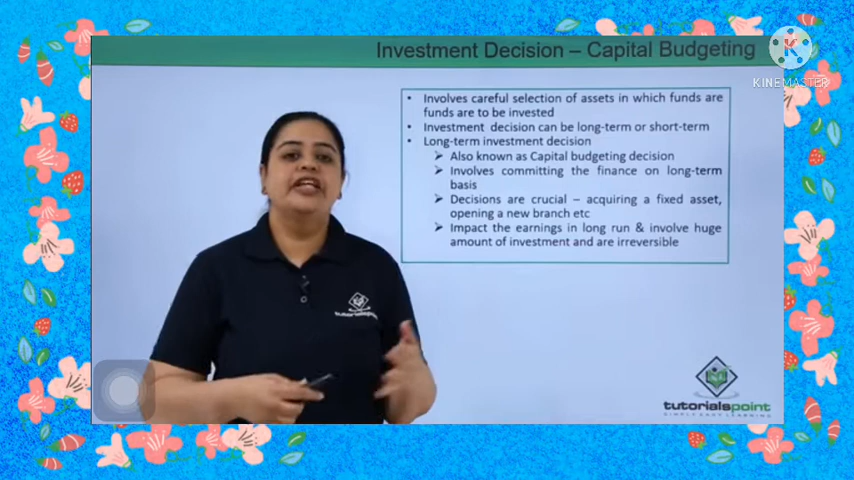 Investment Decision – Capital Budgeting
KINEMASTER
• Involves careful selection of assets in which funds are
funds are to be invested
• Investment decision can be long-term or short-term
• Long-term investment decision
➢ Also known as Capital budgeting decision
➢ Involves committing the finance on long-term
basis
➢ Decisions are crucial – acquiring a fixed asset,
opening a new branch etc
➢ Impact the earnings in long run & involve huge
amount of investment and are irreversible
tutorialspoint
SIMPLY EASY LEARNING